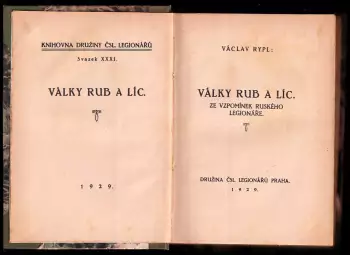 KNIHOVNA DRUŽINY ČSL. LEGIONÁŘŮ
Svazek XXXI.
VÁLKY RUB A LÍC.
1929.
VÁCLAV RYPL:
VÁLKY RUB A LÍC.
ZE VZPOMÍNEK RUSKÉHO
LEGIONÁŘE.
DRUŽINA ČSL. LEGIONÁŘŮ PRAHA.
1929.